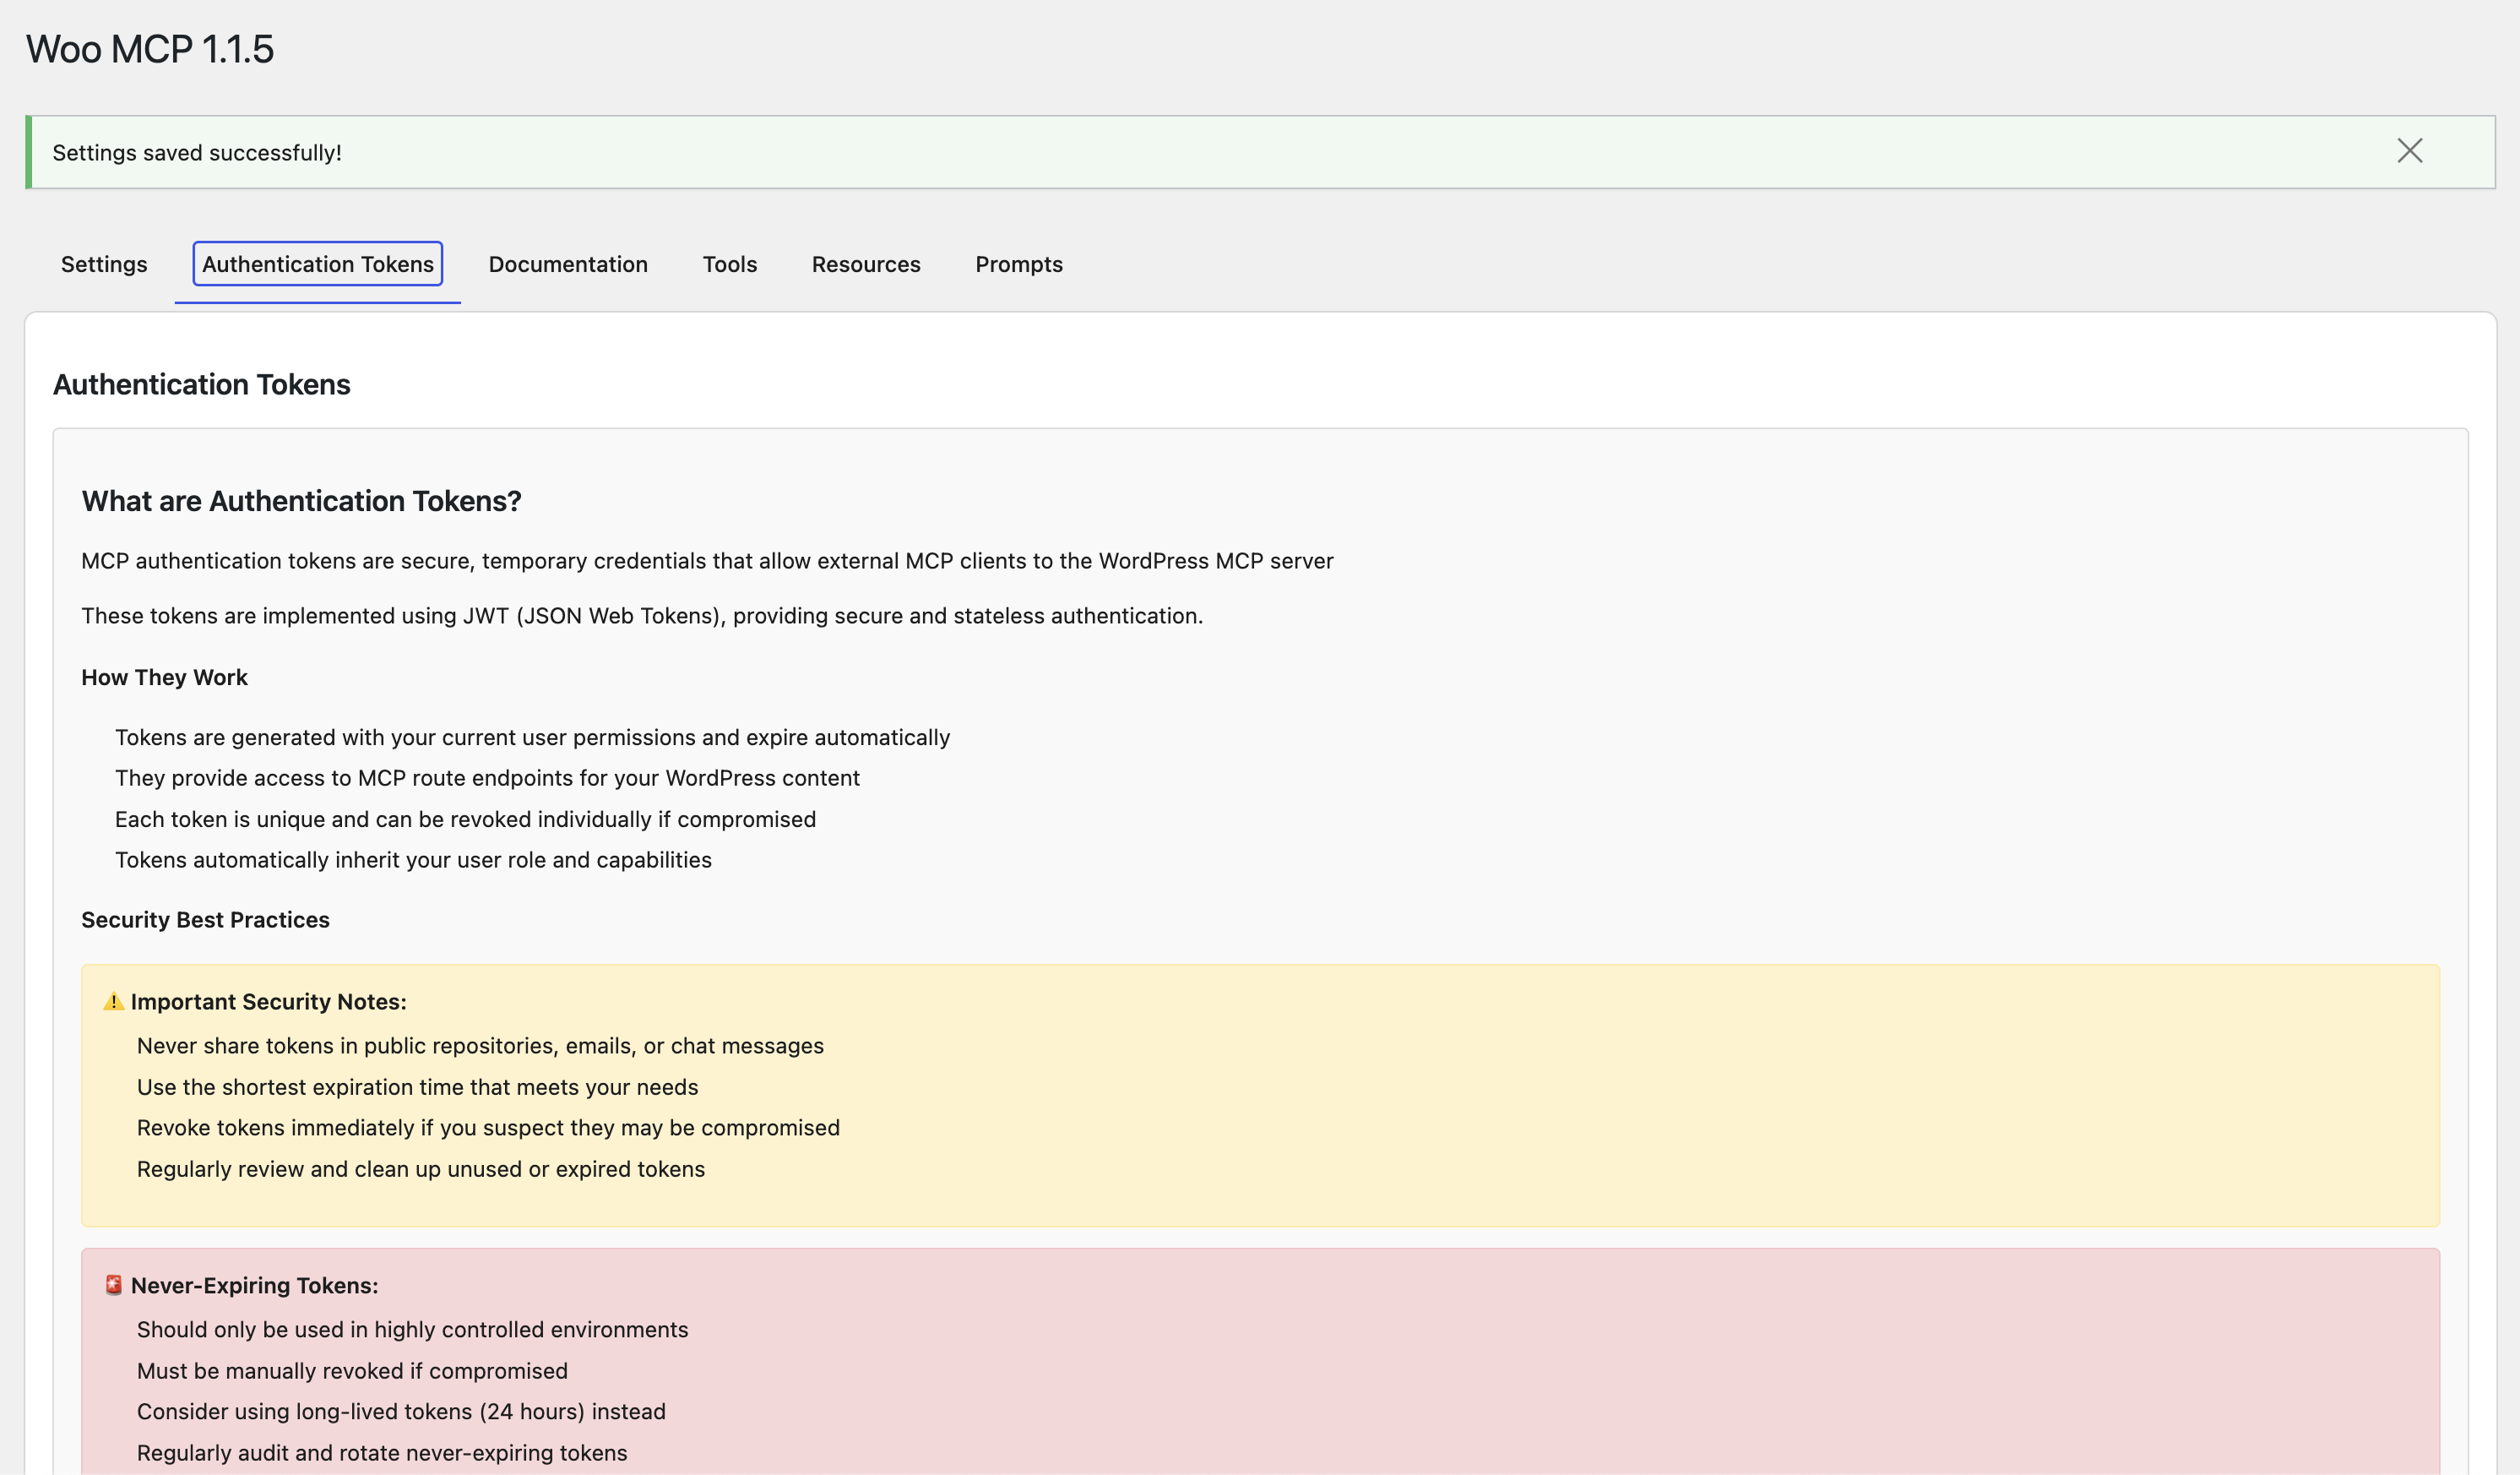 Woo MCP 1.1.5
Settings saved successfully!
Settings Authentication Tokens Documentation Tools Resources Prompts
Authentication Tokens
What are Authentication Tokens?
MCP authentication tokens are secure, temporary credentials that allow external MCP clients to the WordPress MCP server
These tokens are implemented using JWT (JSON Web Tokens), providing secure and stateless authentication.
How They Work
Tokens are generated with your current user permissions and expire automatically
They provide access to MCP route endpoints for your WordPress content
Each token is unique and can be revoked individually if compromised
Tokens automatically inherit your user role and capabilities
Security Best Practices
⚠️ Important Security Notes:
Never share tokens in public repositories, emails, or chat messages
Use the shortest expiration time that meets your needs
Revoke tokens immediately if you suspect they may be compromised
Regularly review and clean up unused or expired tokens
🚨 Never-Expiring Tokens:
Should only be used in highly controlled environments
Must be manually revoked if compromised
Consider using long-lived tokens (24 hours) instead
Regularly audit and rotate never-expiring tokens